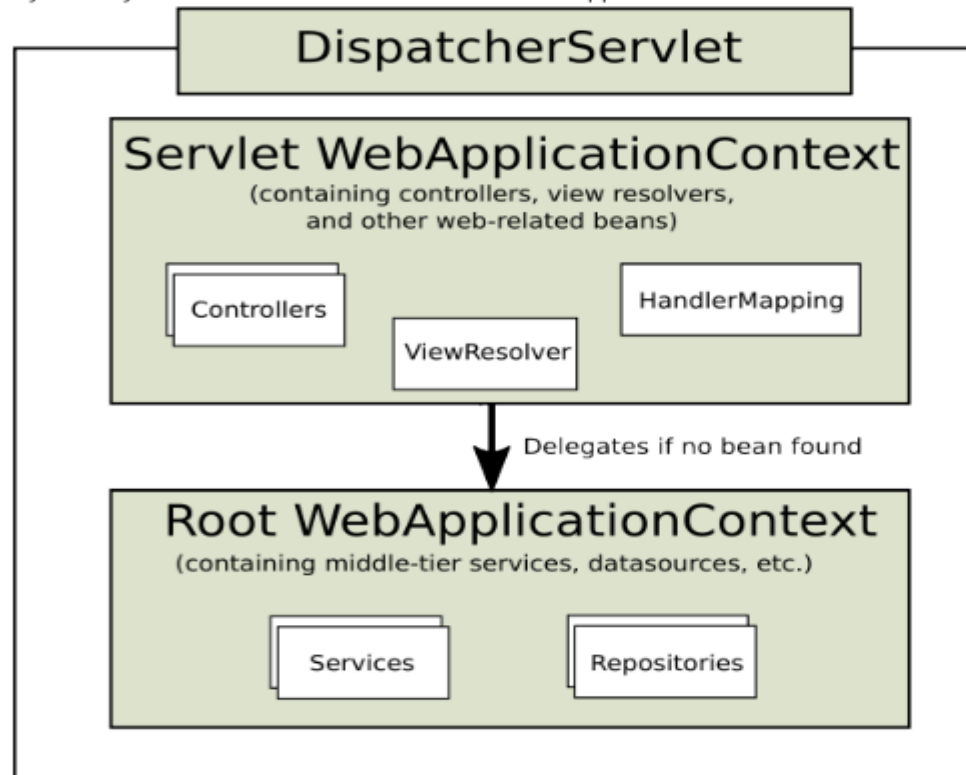 DispatcherServlet
Servlet WebApplicationContext
(containing controllers, view resolvers,
and other web-related beans)
Controllers
HandlerMapping
ViewResolver
Delegates if no bean found
Root WebApplicationContext
(containing middle-tier services, datasources, etc.)
Services
Repositories